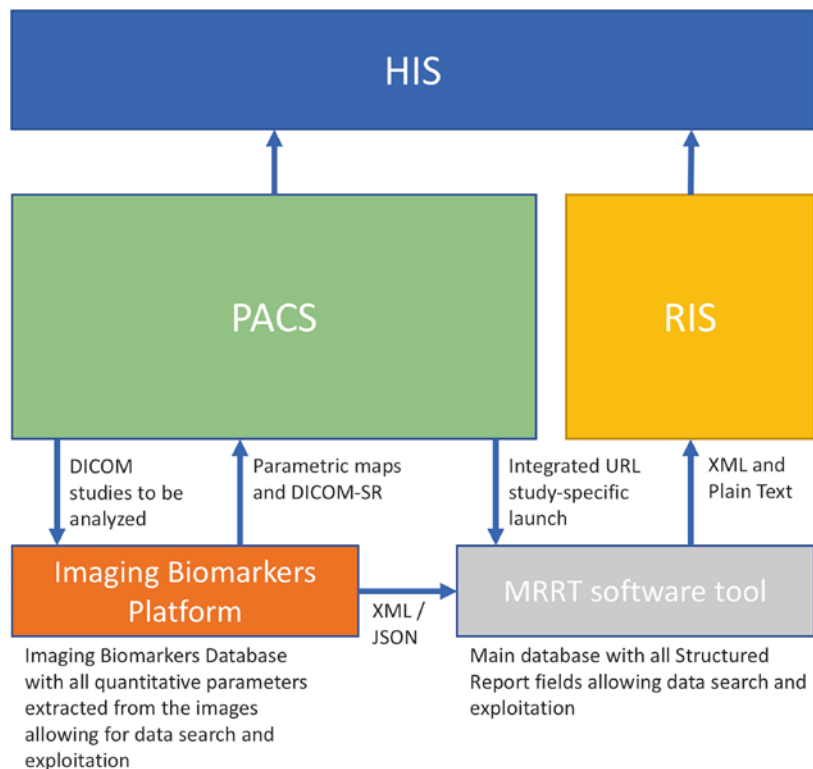 HIS
PACS
RIS
DICOM
studies to be
analyzed
Parametric maps
and DICOM-SR
Integrated URL
study-specific
launch
XML and
Plain Text
Imaging Biomarkers
Platform
XML /
JSON
MRRT software tool
Imaging Biomarkers Database
with all quantitative parameters
extracted from the images
allowing for data search and
exploitation
Main database with all Structured
Report fields allowing data search and
exploitation